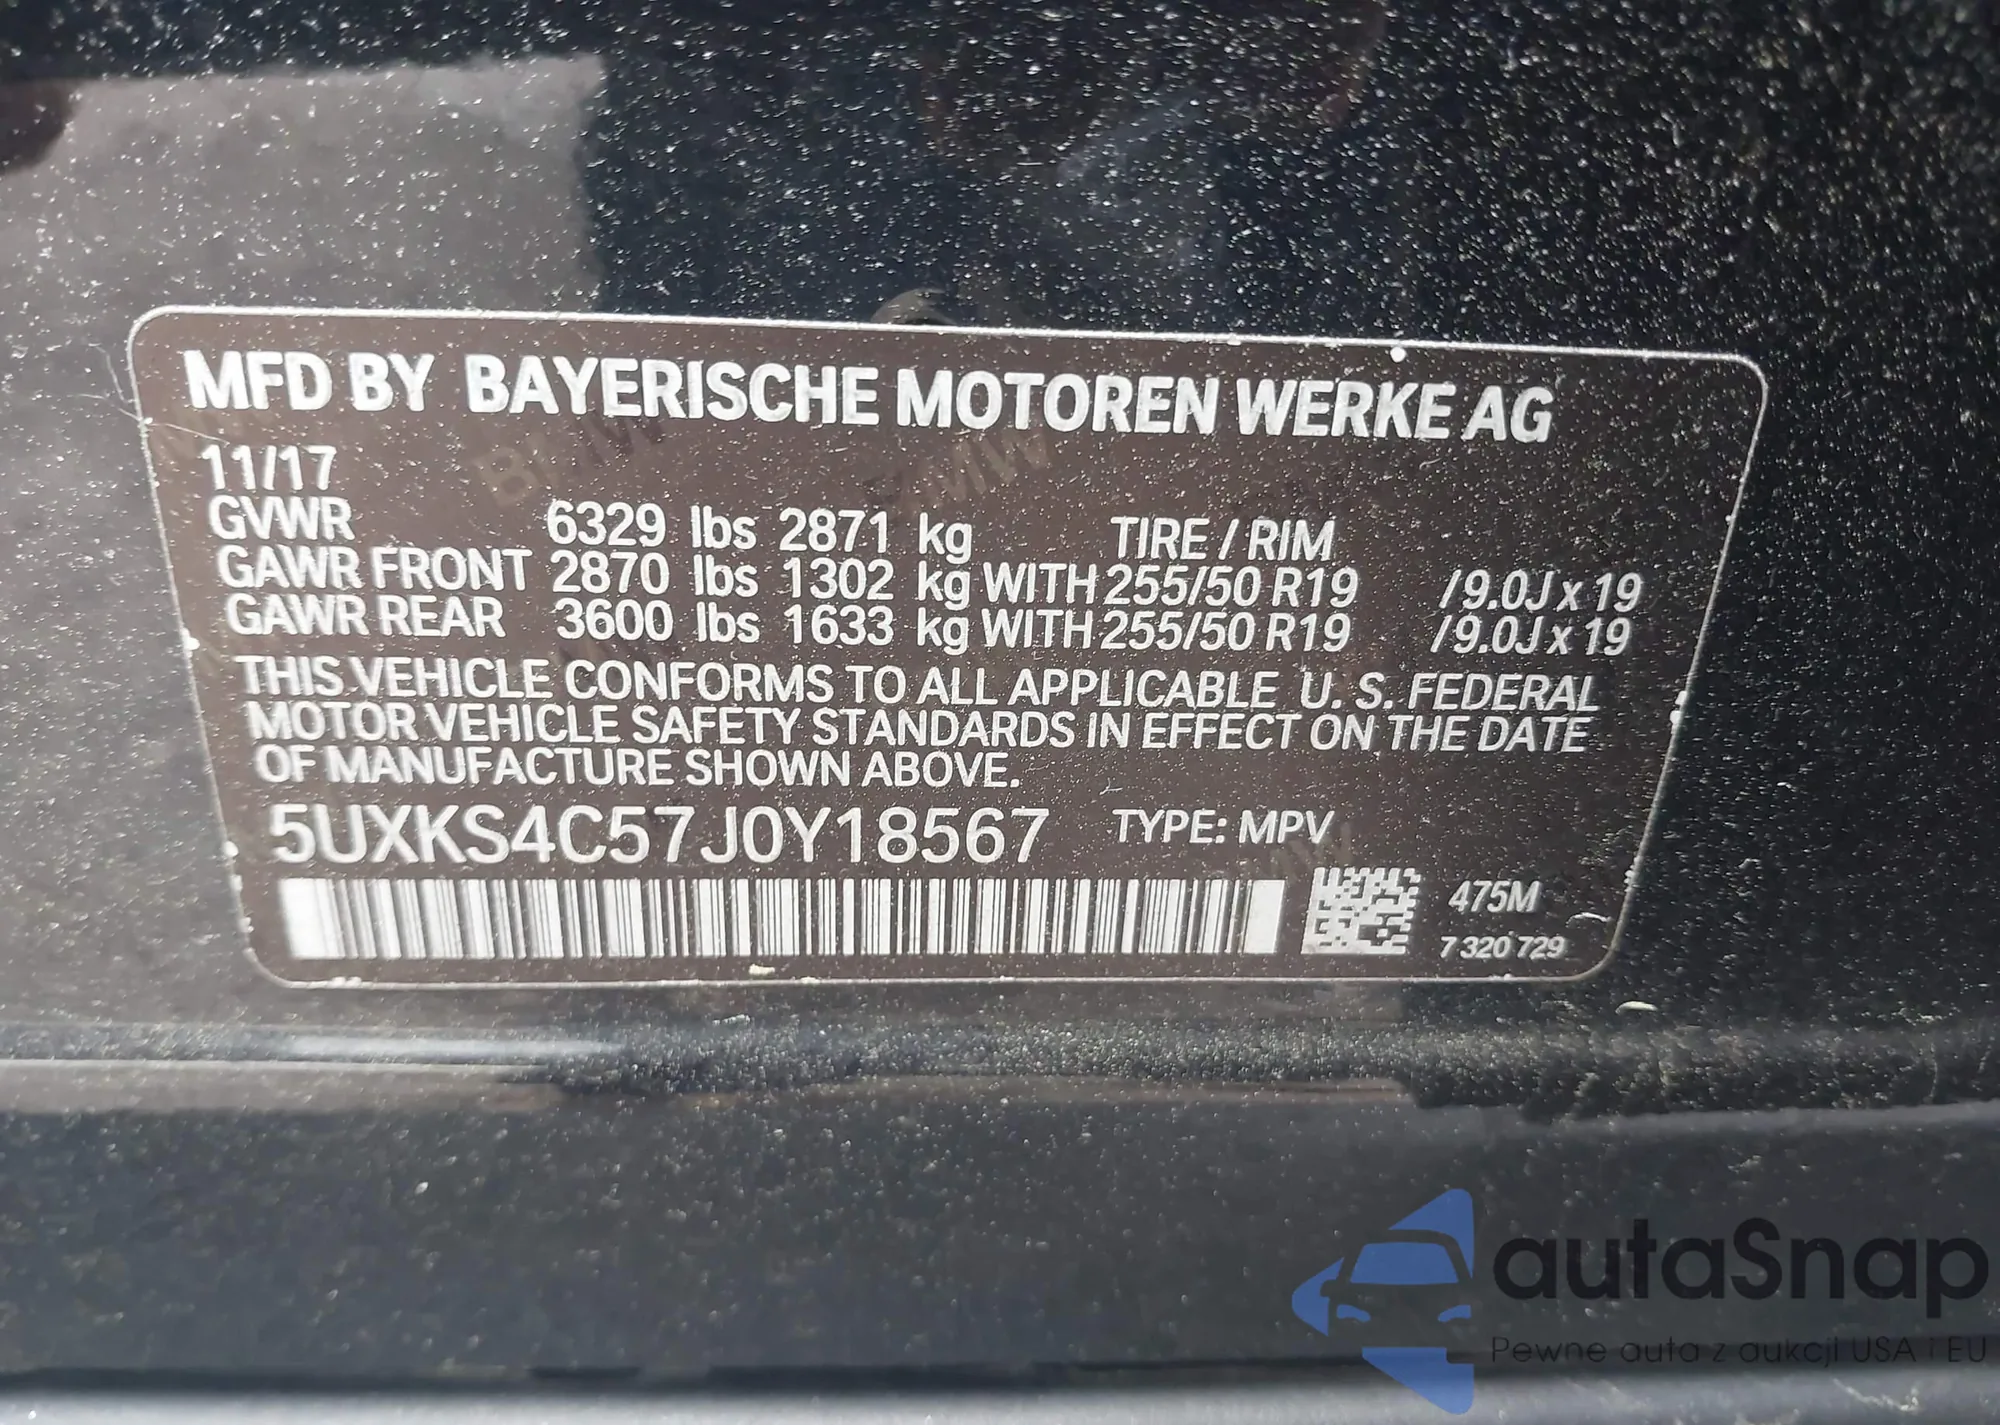 MFD BY BAYERISCHE MOTOREN WERKE AG
11/17
GVWR 6329 lbs 2871 kg TIRE / RIM
GAWR FRONT 2870 lbs 1302 kg WITH 255/50 R19 /9.0J x 19
GAWR REAR 3600 lbs 1633 kg WITH 255/50 R19 /9.0J x 19
THIS VEHICLE CONFORMS TO ALL APPLICABLE U. S. FEDERAL
MOTOR VEHICLE SAFETY STANDARDS IN EFFECT ON THE DATE
OF MANUFACTURE SHOWN ABOVE.
5UXKS4C57J0Y18567 TYPE: MPV
475M
7 320 729
autaSnap
Pewne auta z aukcji USA i EU